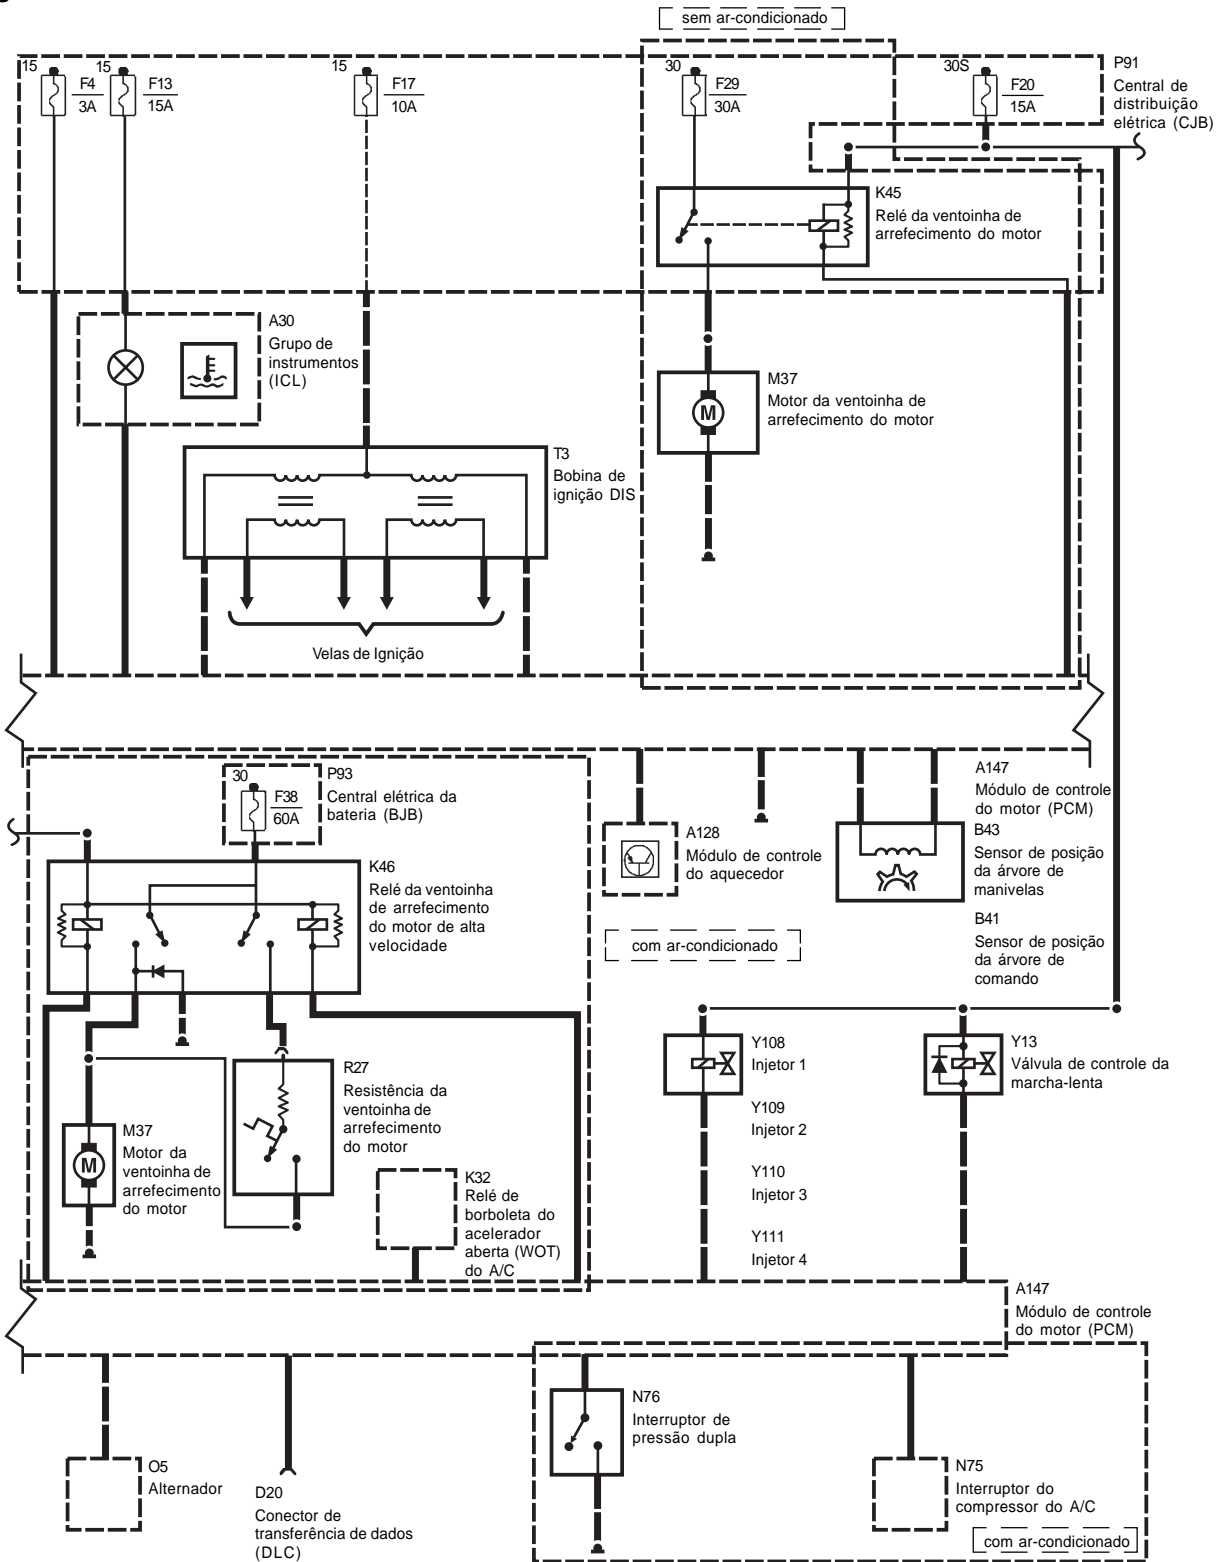 sem ar-condicionado
15
F4
3A
15
F13
15A
15
F17
10A
30
F29
30A
30S
F20
15A
P91
Central de
distribuição
elétrica (CJB)
K45
Relé da ventoinha de
arrefecimento do motor
A30
Grupo de
instrumentos
(ICL)
M37
Motor da ventoinha de
arrefecimento do motor
M
T3
Bobina de
ignição DIS
Velas de Ignição
30
F38
60A
P93
Central elétrica da
bateria (BJB)
A147
Módulo de controle
do motor (PCM)
A128
Módulo de controle
do aquecedor
B43
Sensor de posição
da árvore de
manivelas
K46
Relé da ventoinha
de arrefecimento
do motor de alta
velocidade
com ar-condicionado
B41
Sensor de posição
da árvore de
comando
R27
Resistência da
ventoinha de
arrefecimento
do motor
Y108
Injetor 1
Y109
Injetor 2
Y110
Injetor 3
Y111
Injetor 4
Y13
Válvula de controle da
marcha-lenta
M
M37
Motor da
ventoinha de
arrefecimento
do motor
K32
Relé de
borboleta do
acelerador
aberta (WOT)
do A/C
A147
Módulo de controle
do motor (PCM)
N76
Interruptor de
pressão dupla
O5
Alternador
D20
Conector de
transferência de dados
(DLC)
N75
Interruptor do
compressor do A/C
com ar-condicionado